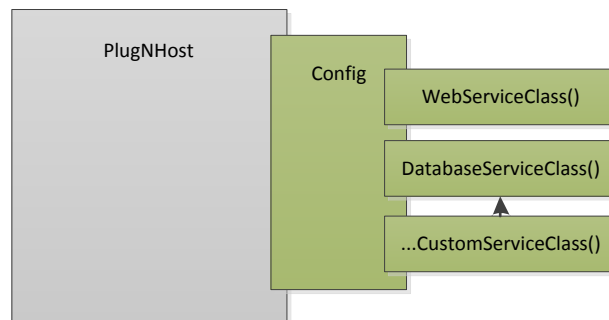 PlugNHost
Config
WebServiceClass()
DatabaseServiceClass()
...CustomServiceClass()